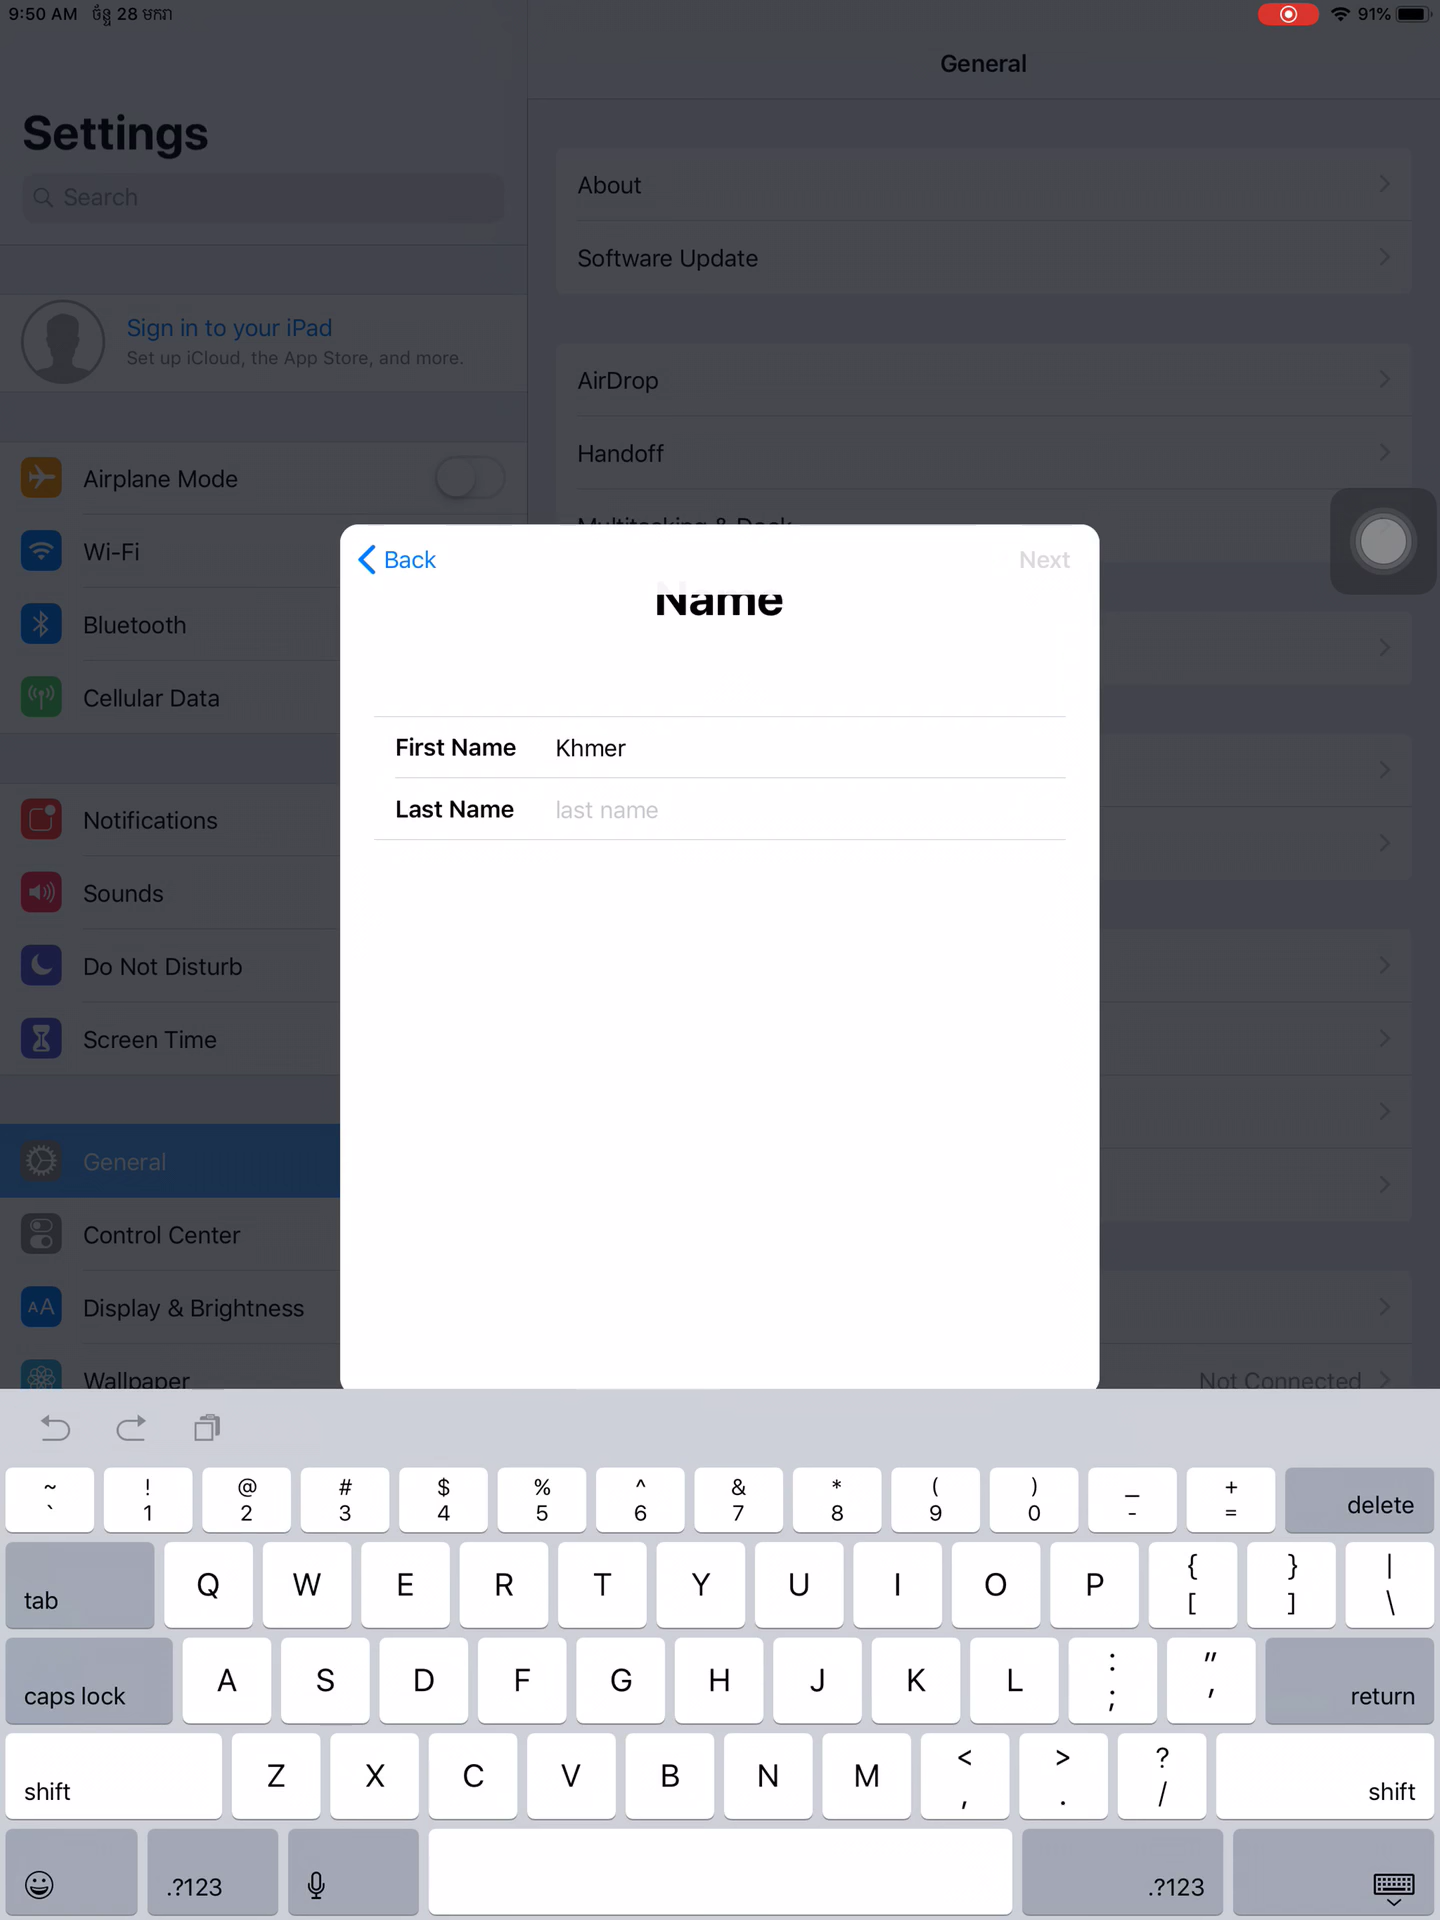 9:50 AM ច័ន្ទ 28 មករា
91%
Settings
Search
Sign in to your iPad
Set up iCloud, the App Store, and more.
Airplane Mode
Wi-Fi
Bluetooth
Cellular Data
Notifications
Sounds
Do Not Disturb
Screen Time
General
Control Center
Display & Brightness
Wallpaper
General
About
Software Update
AirDrop
Handoff
Multitasking & Dock
Not Connected
Back
Next
Name
First Name Khmer
Last Name last name
~ ! @ # $ % ^ & * ( ) _ +
` 1 2 3 4 5 6 7 8 9 0 - = delete
tab Q W E R T Y U I O P { [ } ] | \
caps lock A S D F G H J K L : ; " ' return
shift Z X C V B N M < , > . ? / shift
.?123 .?123